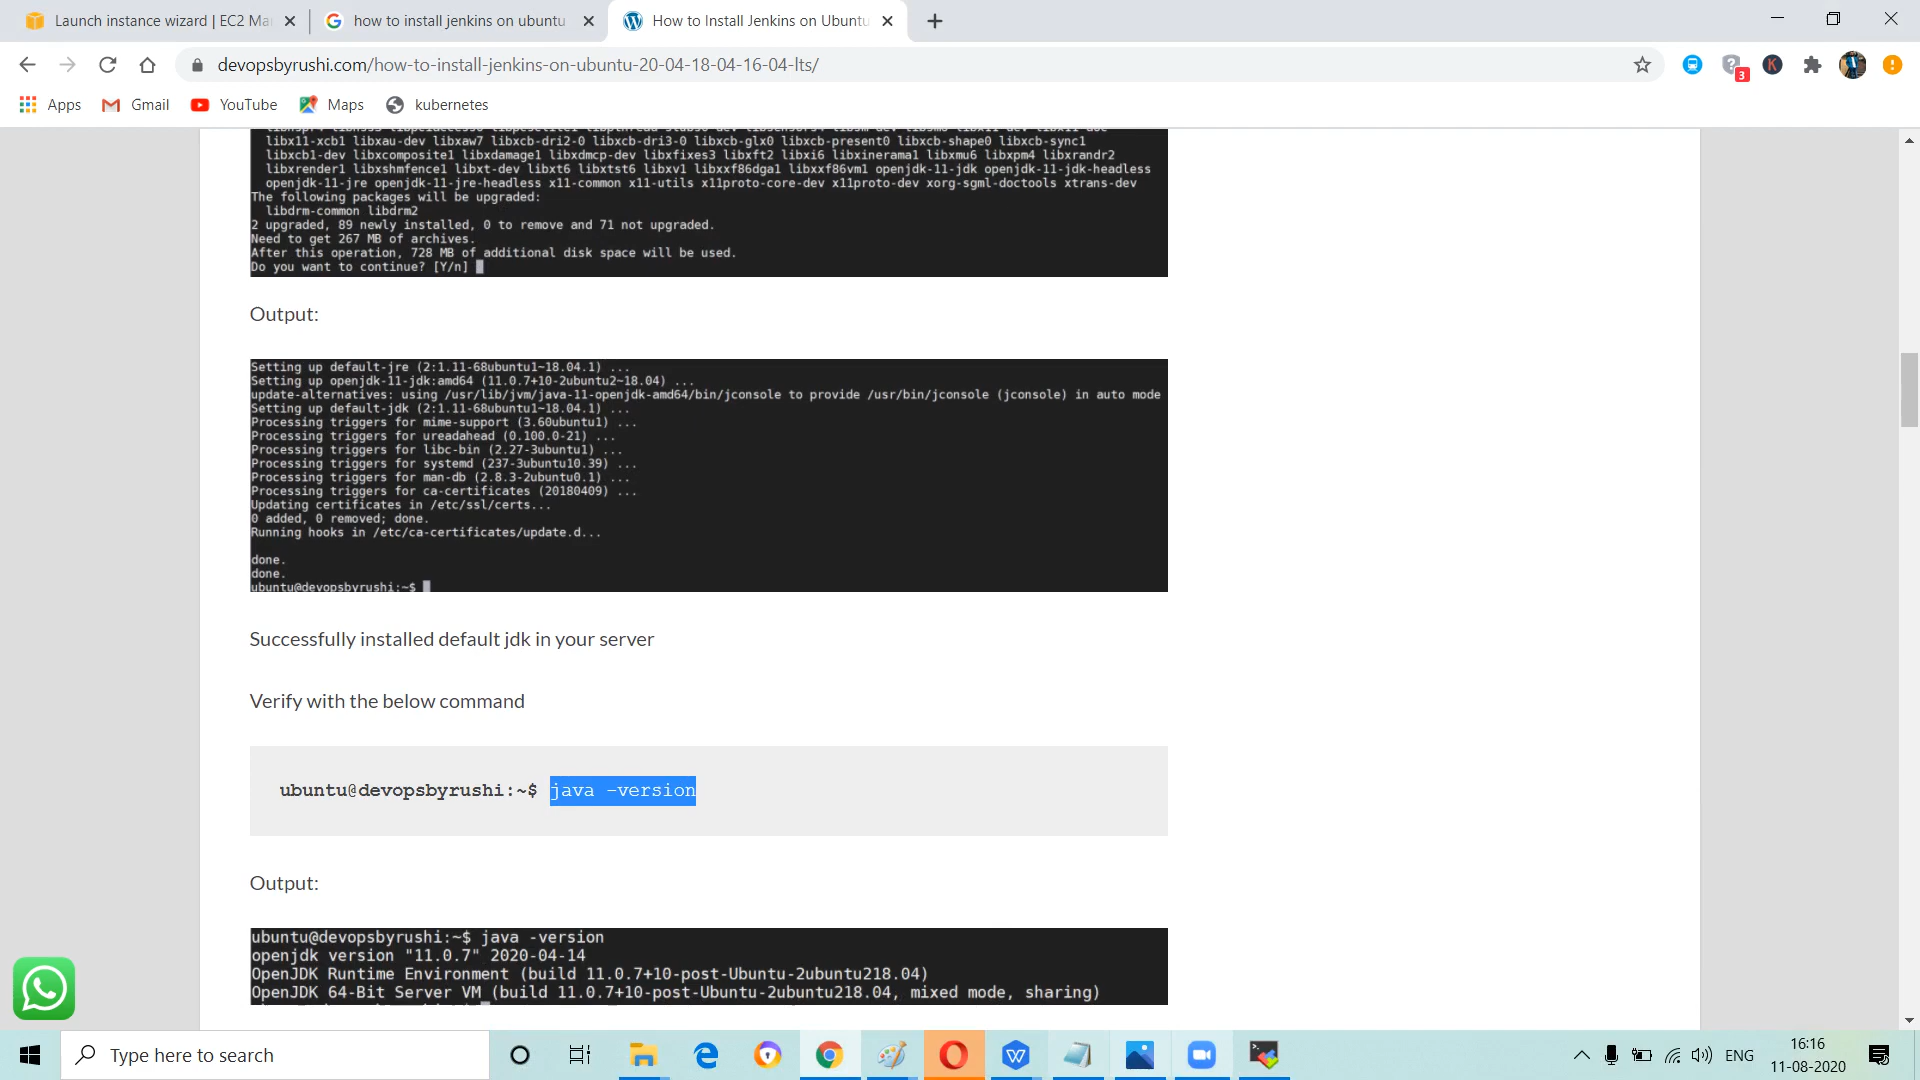 Launch instance wizard | EC2 Ma
how to install jenkins on ubuntu
How to Install Jenkins on Ubuntu
devopsbyrushi.com/how-to-install-jenkins-on-ubuntu-20-04-18-04-16-04-lts/
3
K
Apps
Gmail
YouTube
Maps
kubernetes
libx11-xcb1 libxau-dev libxaw7 libxcb-dri2-0 libxcb-dri3-0 libxcb-glx0 libxcb-present0 libxcb-shape0 libxcb-sync1
libxcb1-dev libxcomposite1 libxdamage1 libxdmcp-dev libxfixes3 libxft2 libxi6 libxinerama1 libxmu6 libxpm4 libxrandr2
libxrender1 libxshmfence1 libxt-dev libxt6 libxtst6 libxv1 libxxf86dga1 libxxf86vm1 openjdk-11-jdk openjdk-11-jdk-headless
openjdk-11-jre openjdk-11-jre-headless x11-common x11-utils x11proto-core-dev x11proto-dev xorg-sgml-doctools xtrans-dev
The following packages will be upgraded:
libdrm-common libdrm2
2 upgraded, 89 newly installed, 0 to remove and 71 not upgraded.
Need to get 267 MB of archives.
After this operation, 728 MB of additional disk space will be used.
Do you want to continue? [Y/n]
Output:
Setting up default-jre (2:1.11-68ubuntu1~18.04.1) ...
Setting up openjdk-11-jdk:amd64 (11.0.7+10-2ubuntu2~18.04) ...
update-alternatives: using /usr/lib/jvm/java-11-openjdk-amd64/bin/jconsole to provide /usr/bin/jconsole (jconsole) in auto mode
Setting up default-jdk (2:1.11-68ubuntu1~18.04.1) ...
Processing triggers for mime-support (3.60ubuntu1) ...
Processing triggers for ureadahead (0.100.0-21) ...
Processing triggers for libc-bin (2.27-3ubuntu1) ...
Processing triggers for systemd (237-3ubuntu10.39) ...
Processing triggers for man-db (2.8.3-2ubuntu0.1) ...
Processing triggers for ca-certificates (20180409) ...
Updating certificates in /etc/ssl/certs...
0 added, 0 removed; done.
Running hooks in /etc/ca-certificates/update.d...
done.
done.
ubuntu@devopsbyrushi:~$
Successfully installed default jdk in your server
Verify with the below command
ubuntu@devopsbyrushi:~$ java –version
Output:
ubuntu@devopsbyrushi:~$ java -version
openjdk version "11.0.7" 2020-04-14
OpenJDK Runtime Environment (build 11.0.7+10-post-Ubuntu-2ubuntu218.04)
OpenJDK 64-Bit Server VM (build 11.0.7+10-post-Ubuntu-2ubuntu218.04, mixed mode, sharing)
Type here to search
ENG
16:16
11-08-2020